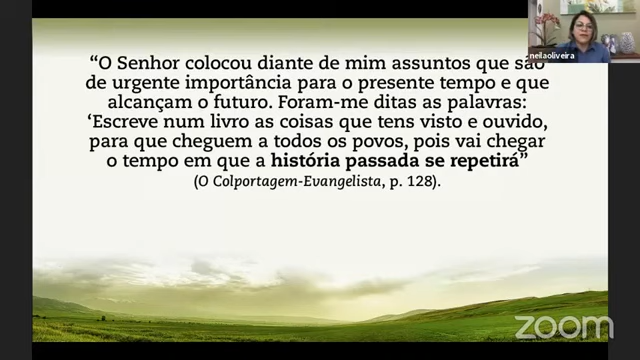 “O Senhor colocou diante de mim assuntos que são
de urgente importância para o presente tempo e que
alcançam o futuro. Foram-me ditas as palavras:
‘Escreve num livro as coisas que tens visto e ouvido,
para que cheguem a todos os povos, pois vai chegar
o tempo em que a história passada se repetirá”
(O Colportagem-Evangelista, p. 128).
neilaoliveira
zoom